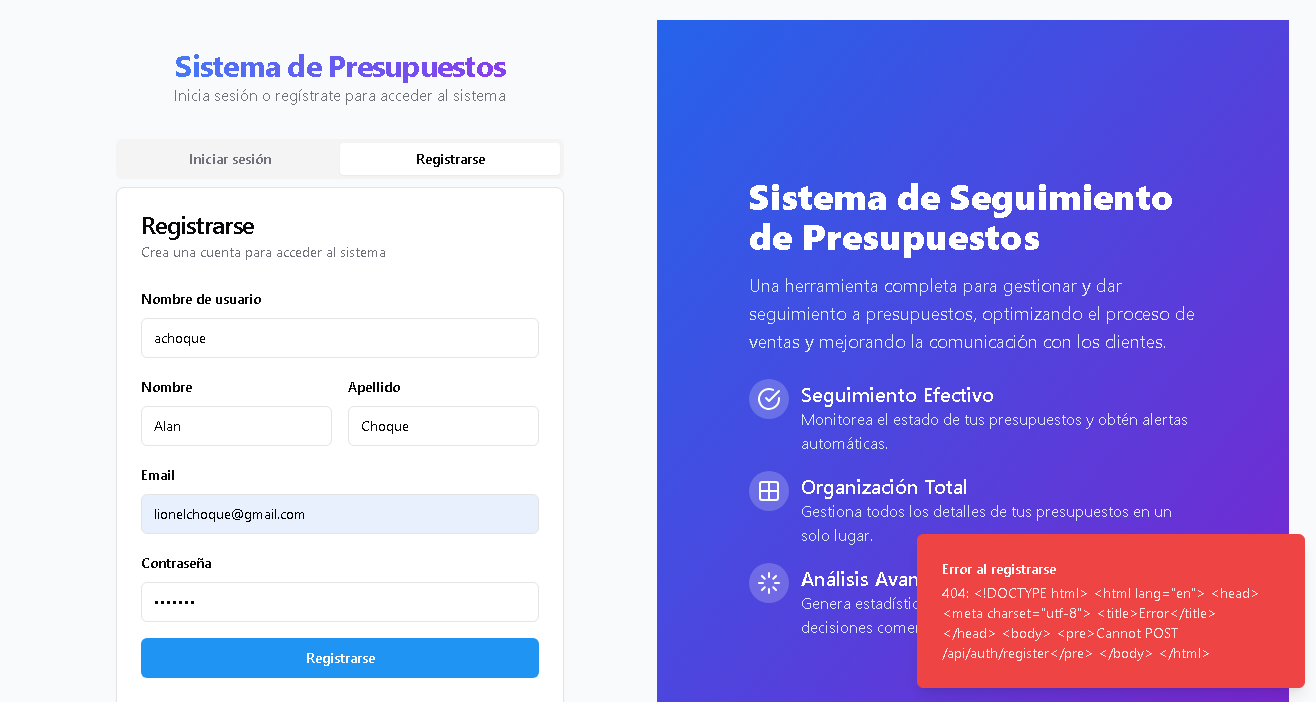 Sistema de Presupuestos
Inicia sesión o regístrate para acceder al sistema
Iniciar sesión
Registrarse
Registrarse
Crea una cuenta para acceder al sistema
Nombre de usuario
achoque
Nombre
Apellido
Alan
Choque
Email
lionelchoque@gmail.com
Contraseña
•••••••
Registrarse
Sistema de Seguimiento
de Presupuestos
Una herramienta completa para gestionar y dar
seguimiento a presupuestos, optimizando el proceso de
ventas y mejorando la comunicación con los clientes.
Seguimiento Efectivo
Monitorea el estado de tus presupuestos y obtén alertas
automáticas.
Organización Total
Gestiona todos los detalles de tus presupuestos en un
solo lugar.
Análisis Avan
Genera estadístic
decisiones comer
Error al registrarse
404: <!DOCTYPE html> <html lang="en"> <head>
<meta charset="utf-8"> <title>Error</title>
</head> <body> <pre>Cannot POST
/api/auth/register</pre> </body> </html>